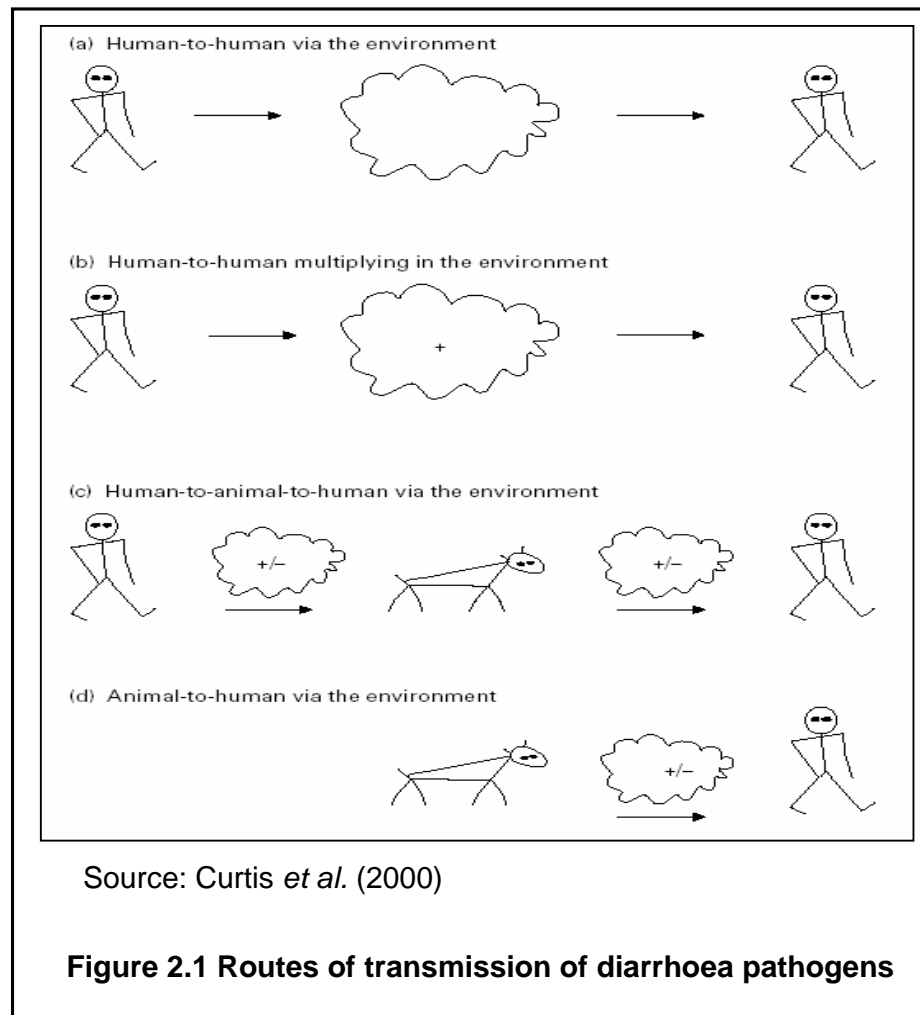 (a) Human-to-human via the environment
(b) Human-to-human multiplying in the environment
+
(c) Human-to-animal-to-human via the environment
+/–
+/–
(d) Animal-to-human via the environment
+/–
Source: Curtis et al. (2000)
Figure 2.1 Routes of transmission of diarrhoea pathogens